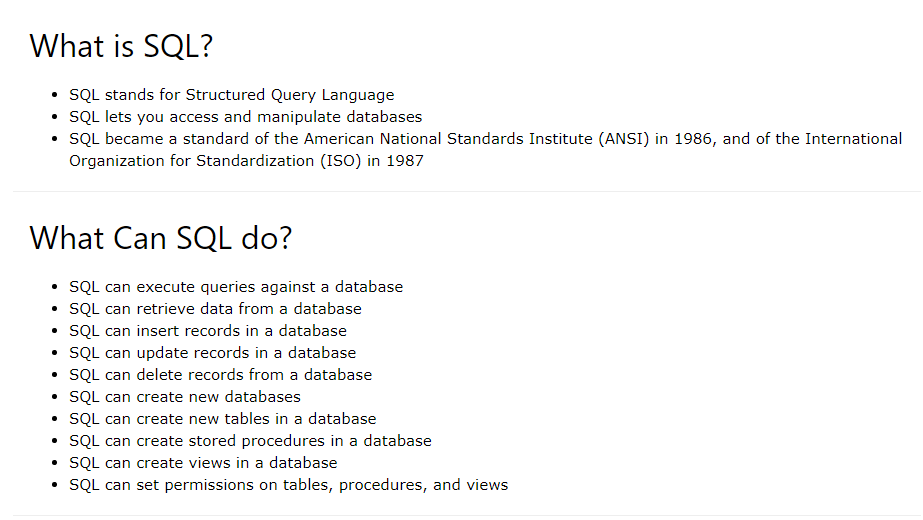 What is SQL?
• SQL stands for Structured Query Language
• SQL lets you access and manipulate databases
• SQL became a standard of the American National Standards Institute (ANSI) in 1986, and of the International
Organization for Standardization (ISO) in 1987
What Can SQL do?
• SQL can execute queries against a database
• SQL can retrieve data from a database
• SQL can insert records in a database
• SQL can update records in a database
• SQL can delete records from a database
• SQL can create new databases
• SQL can create new tables in a database
• SQL can create stored procedures in a database
• SQL can create views in a database
• SQL can set permissions on tables, procedures, and views